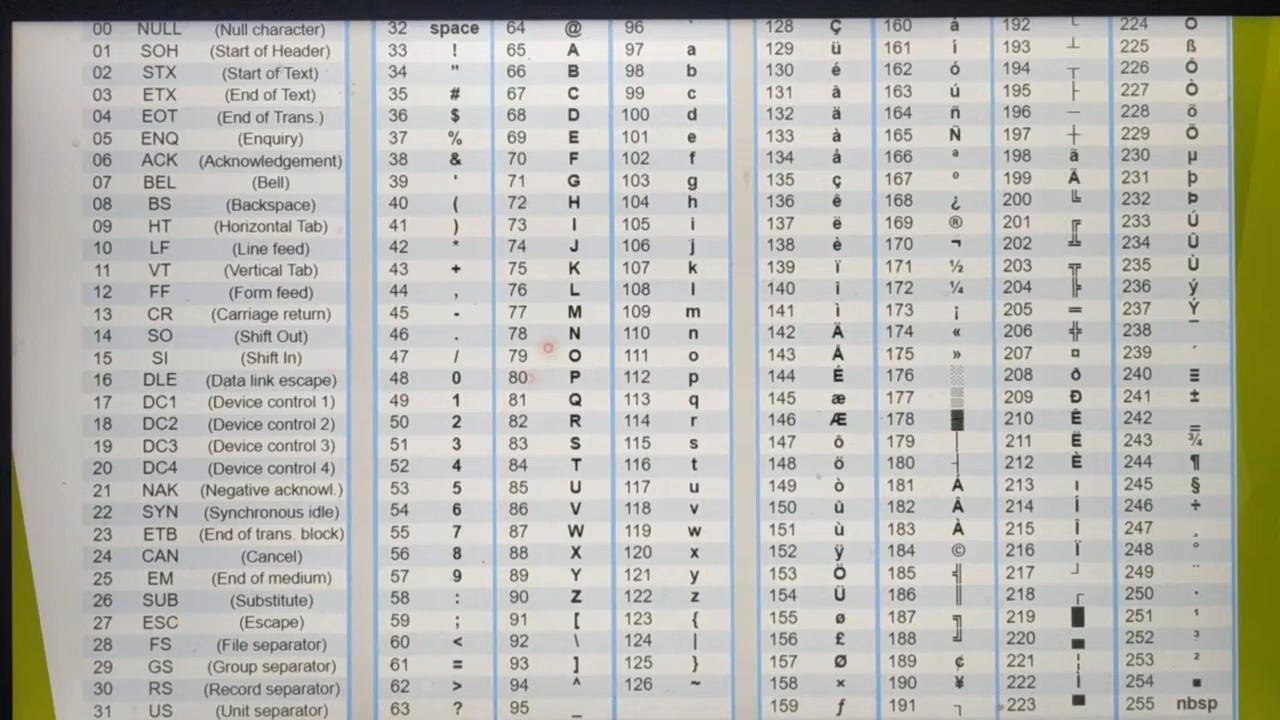 00 NULL (Null character) 32 space 64 @ 96 ` 128 Ç 160 á 192 └ 224 Ó
01 SOH (Start of Header) 33 ! 65 A 97 a 129 ü 161 í 193 ┴ 225 ß
02 STX (Start of Text) 34 " 66 B 98 b 130 é 162 ó 194 ┬ 226 Ô
03 ETX (End of Text) 35 # 67 C 99 c 131 â 163 ú 195 ├ 227 Ò
04 EOT (End of Trans.) 36 $ 68 D 100 d 132 ä 164 ñ 196 ─ 228 õ
05 ENQ (Enquiry) 37 % 69 E 101 e 133 à 165 Ñ 197 ┼ 229 Õ
06 ACK (Acknowledgement) 38 & 70 F 102 f 134 å 166 ª 198 ã 230 µ
07 BEL (Bell) 39 ' 71 G 103 g 135 ç 167 º 199 Ã 231 þ
08 BS (Backspace) 40 ( 72 H 104 h 136 ê 168 ¿ 200 ╚ 232 Þ
09 HT (Horizontal Tab) 41 ) 73 I 105 i 137 ë 169 ® 201 ╔ 233 Ú
10 LF (Line feed) 42 * 74 J 106 j 138 è 170 ¬ 202 ╩ 234 Û
11 VT (Vertical Tab) 43 + 75 K 107 k 139 ï 171 ½ 203 ╦ 235 Ù
12 FF (Form feed) 44 , 76 L 108 l 140 î 172 ¼ 204 ╠ 236 ý
13 CR (Carriage return) 45 - 77 M 109 m 141 ì 173 ¡ 205 ═ 237 Ý
14 SO (Shift Out) 46 . 78 N 110 n 142 Ä 174 « 206 ╬ 238 ¯
15 SI (Shift In) 47 / 79 O 111 o 143 Å 175 » 207 ¤ 239 ´
16 DLE (Data link escape) 48 0 80 P 112 p 144 É 176 ░ 208 ð 240 ≡
17 DC1 (Device control 1) 49 1 81 Q 113 q 145 æ 177 ▒ 209 Ð 241 ±
18 DC2 (Device control 2) 50 2 82 R 114 r 146 Æ 178 ▓ 210 Ê 242 ‗
19 DC3 (Device control 3) 51 3 83 S 115 s 147 ô 179 │ 211 Ë 243 ¾
20 DC4 (Device control 4) 52 4 84 T 116 t 148 ö 180 ┤ 212 È 244 ¶
21 NAK (Negative acknowl.) 53 5 85 U 117 u 149 ò 181 Á 213 ı 245 §
22 SYN (Synchronous idle) 54 6 86 V 118 v 150 û 182 Â 214 Í 246 ÷
23 ETB (End of trans. block) 55 7 87 W 119 w 151 ù 183 À 215 Î 247 ¸
24 CAN (Cancel) 56 8 88 X 120 x 152 ÿ 184 © 216 Ï 248 °
25 EM (End of medium) 57 9 89 Y 121 y 153 Ö 185 ╣ 217 ┘ 249 ¨
26 SUB (Substitute) 58 : 90 Z 122 z 154 Ü 186 ║ 218 ┌ 250 ·
27 ESC (Escape) 59 ; 91 [ 123 { 155 ø 187 ╗ 219 █ 251 ¹
28 FS (File separator) 60 < 92 \ 124 | 156 £ 188 ╝ 220 ▄ 252 ³
29 GS (Group separator) 61 = 93 ] 125 } 157 Ø 189 ¢ 221 ¦ 253 ²
30 RS (Record separator) 62 > 94 ^ 126 ~ 158 × 190 ¥ 222 Ì 254 ■
31 US (Unit separator) 63 ? 95 _ 159 ƒ 191 ┐ 223 ▀ 255 nbsp